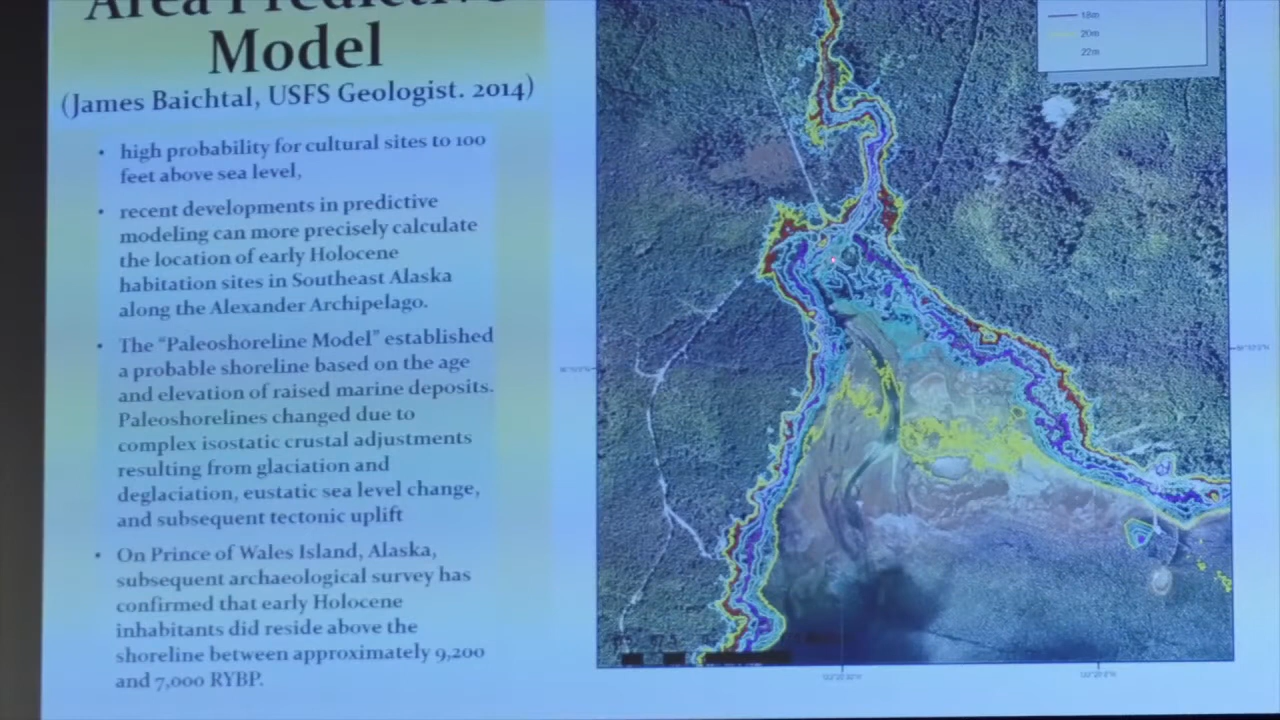 Area Predictive
Model
(James Baichtal, USFS Geologist. 2014)
• high probability for cultural sites to 100
feet above sea level,
• recent developments in predictive
modeling can more precisely calculate
the location of early Holocene
habitation sites in Southeast Alaska
along the Alexander Archipelago.
• The “Paleoshoreline Model” established
a probable shoreline based on the age
and elevation of raised marine deposits.
Paleoshorelines changed due to
complex isostatic crustal adjustments
resulting from glaciation and
deglaciation, eustatic sea level change,
and subsequent tectonic uplift
• On Prince of Wales Island, Alaska,
subsequent archaeological survey has
confirmed that early Holocene
inhabitants did reside above the
shoreline between approximately 9,200
and 7,000 RYBP.
18m
20m
22m